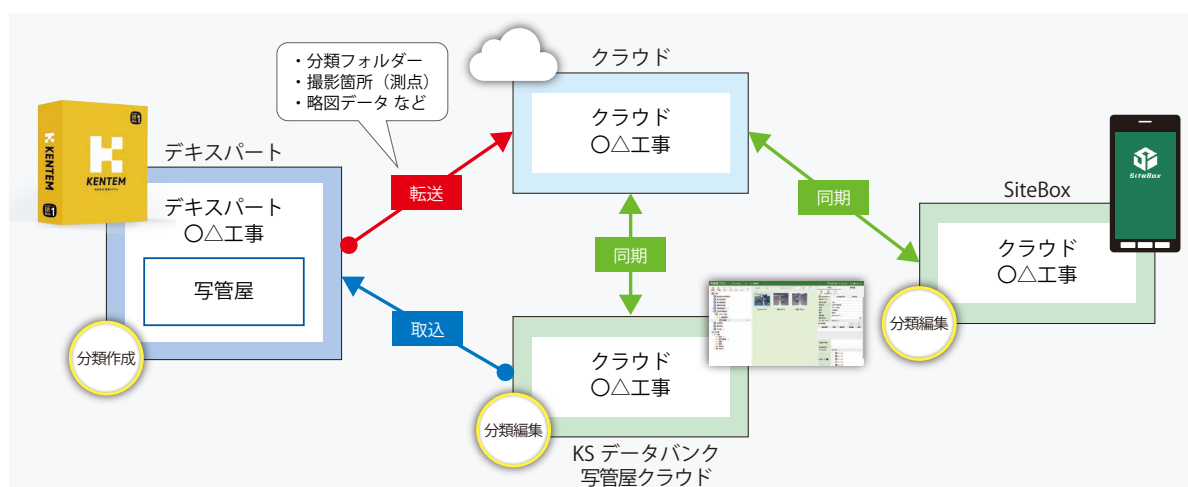 ・分類フォルダー
・撮影箇所（測点）
・略図データ など
クラウド
クラウド
〇△工事
KENTEM
KENTEM
デキスパート
デキスパート
〇△工事
写管屋
分類作成
転送
取込
同期
同期
SiteBox
SiteBox
クラウド
〇△工事
分類編集
クラウド
〇△工事
分類編集
KS データバンク
写管屋クラウド